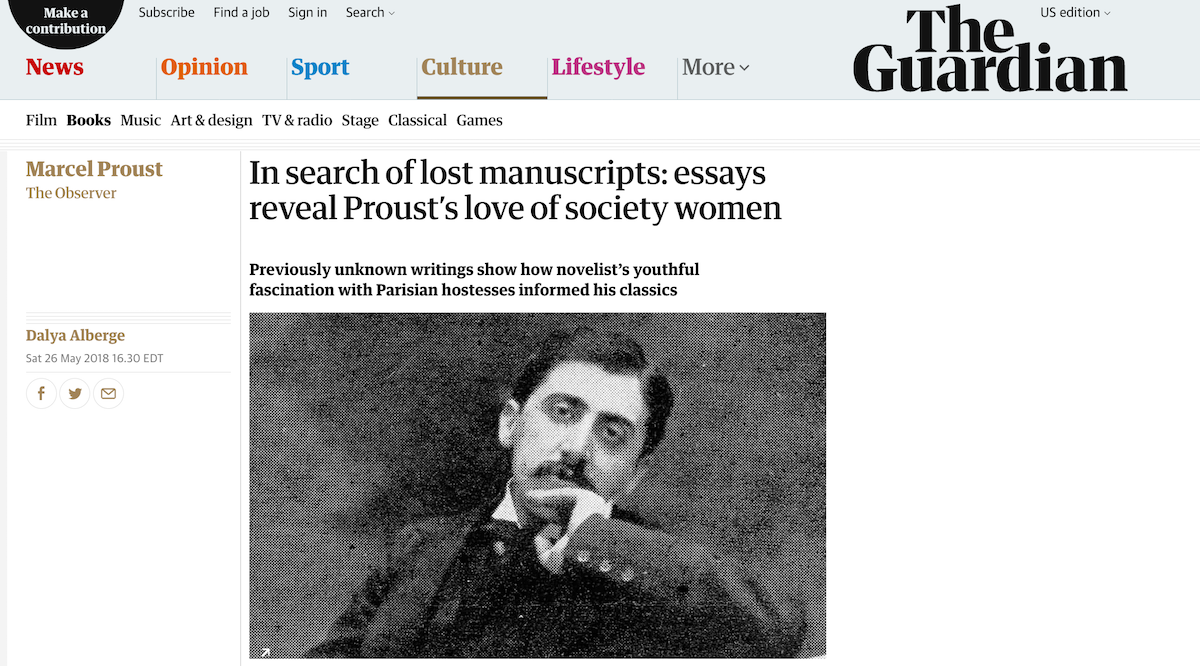 Make a
contribution
Subscribe Find a job Sign in Search
US edition
The
Guardian
News Opinion Sport Culture Lifestyle More
Film Books Music Art & design TV & radio Stage Classical Games
Marcel Proust
The Observer
In search of lost manuscripts: essays
reveal Proust’s love of society women
Previously unknown writings show how novelist’s youthful
fascination with Parisian hostesses informed his classics
Dalya Alberge
Sat 26 May 2018 16.30 EDT